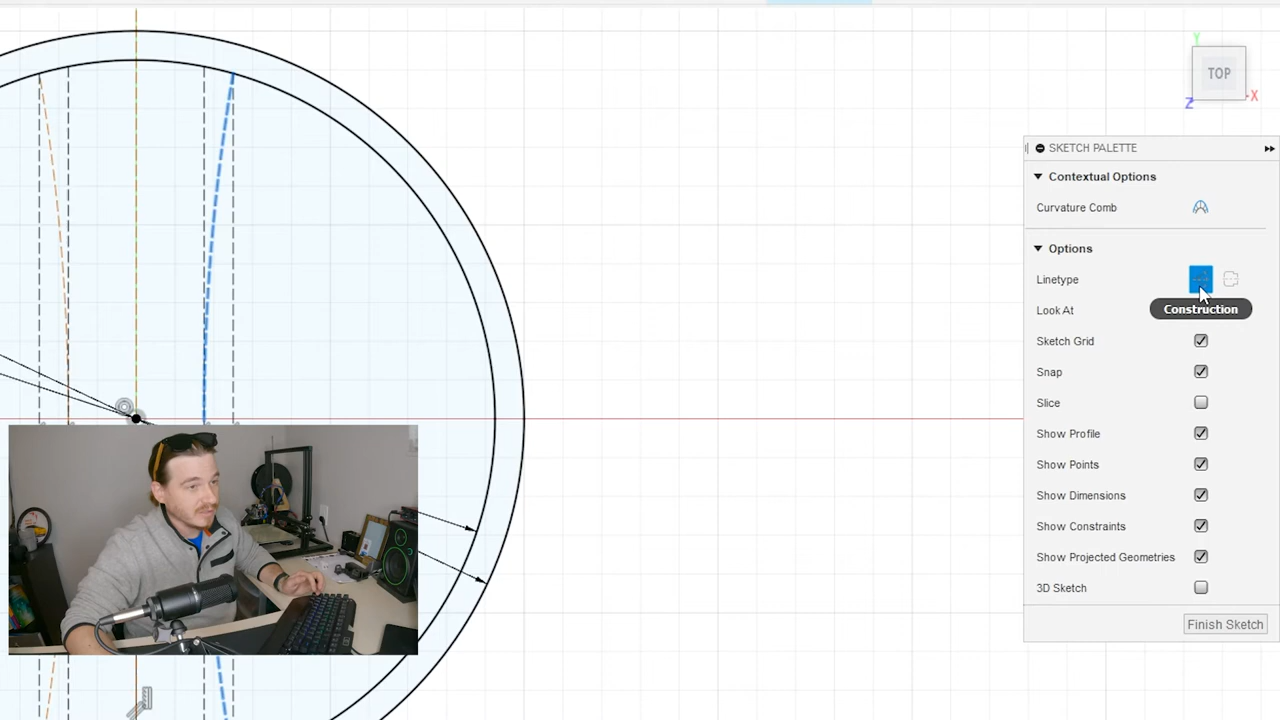 Y
TOP
Z
-X
SKETCH PALETTE
Contextual Options
Curvature Comb
Options
Linetype
Look At
Construction
Sketch Grid
Snap
Slice
Show Profile
Show Points
Show Dimensions
Show Constraints
Show Projected Geometries
3D Sketch
Finish Sketch